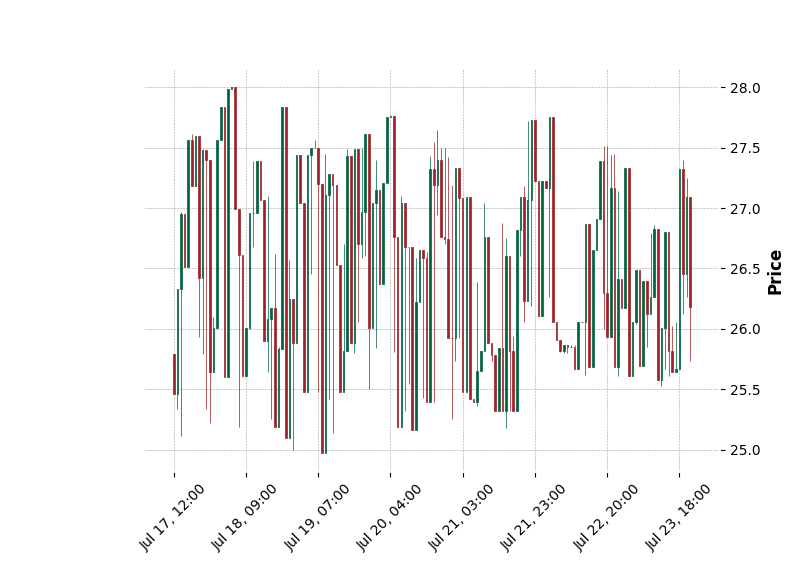 28.0
27.5
27.0
26.5
26.0
25.5
25.0
Price
Jul 17, 12:00
Jul 18, 09:00
Jul 19, 07:00
Jul 20, 04:00
Jul 21, 03:00
Jul 21, 23:00
Jul 22, 20:00
Jul 23, 18:00